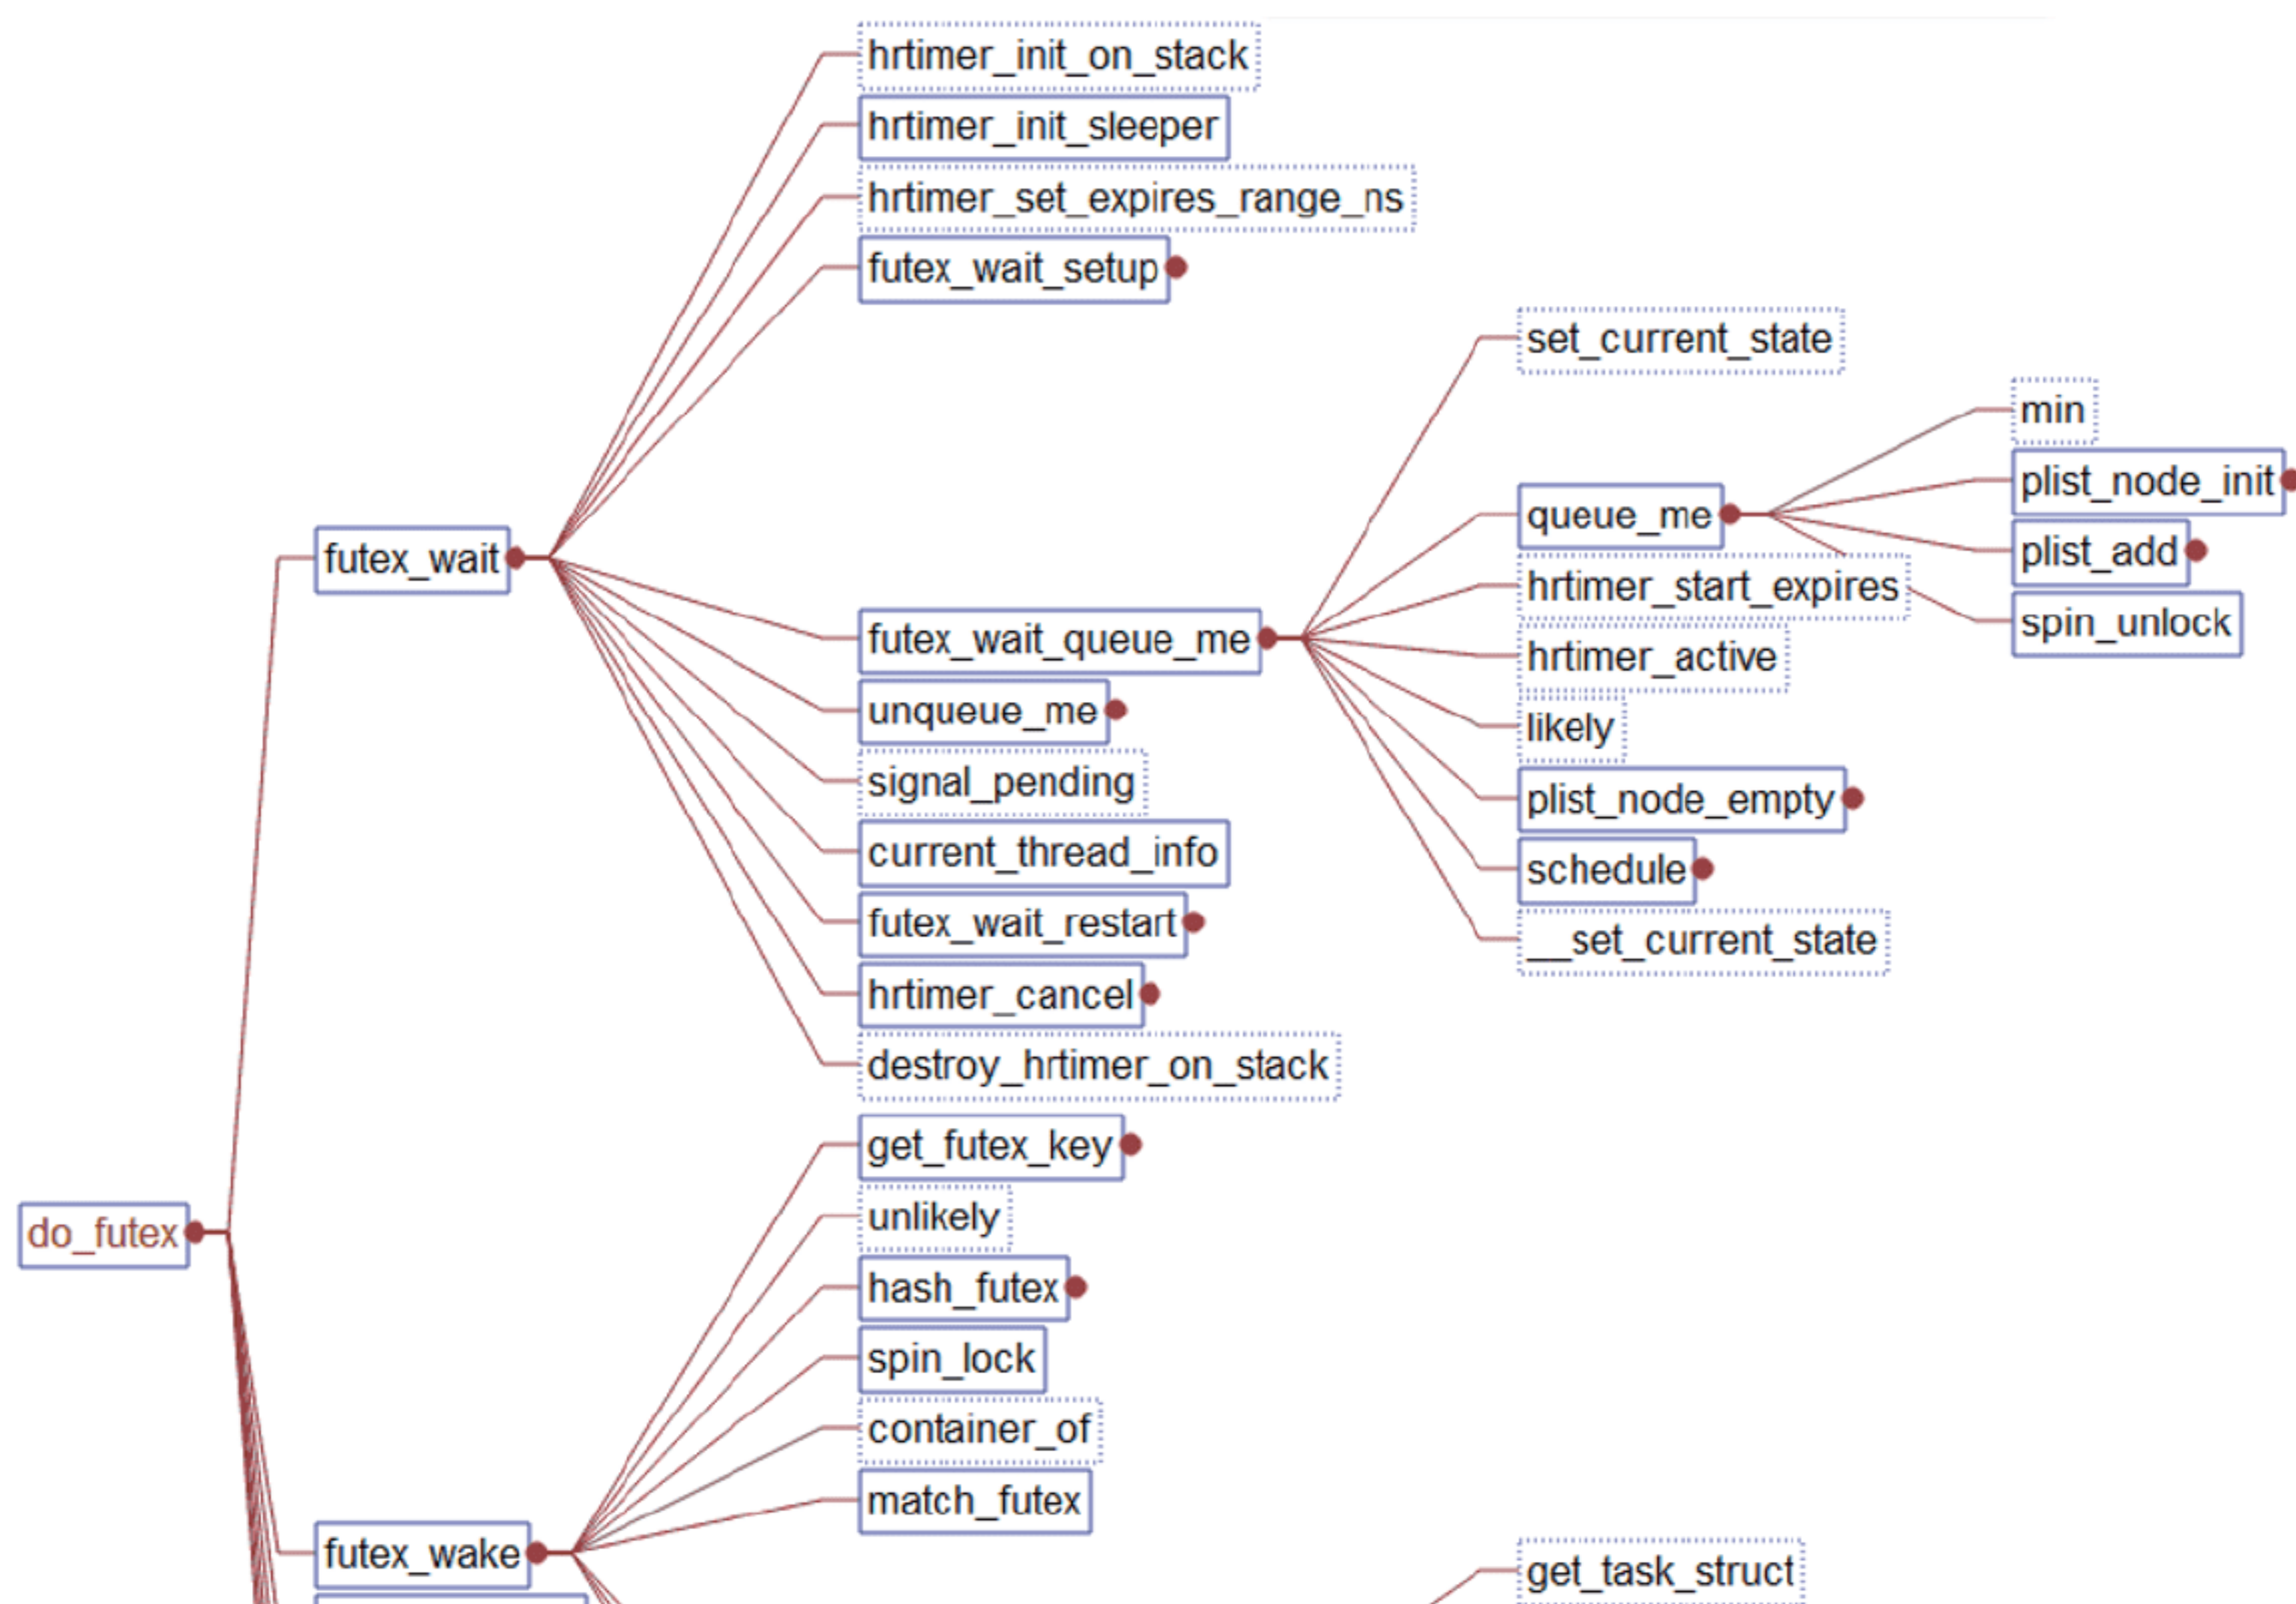 hrtimer_init_on_stack
hrtimer_init_sleeper
hrtimer_set_expires_range_ns
futex_wait_setup
set_current_state
min
plist_node_init
queue_me
plist_add
futex_wait
hrtimer_start_expires
spin_unlock
futex_wait_queue_me
hrtimer_active
unqueue_me
likely
signal_pending
plist_node_empty
current_thread_info
schedule
futex_wait_restart
__set_current_state
hrtimer_cancel
destroy_hrtimer_on_stack
get_futex_key
unlikely
do_futex
hash_futex
spin_lock
container_of
match_futex
futex_wake
get_task_struct